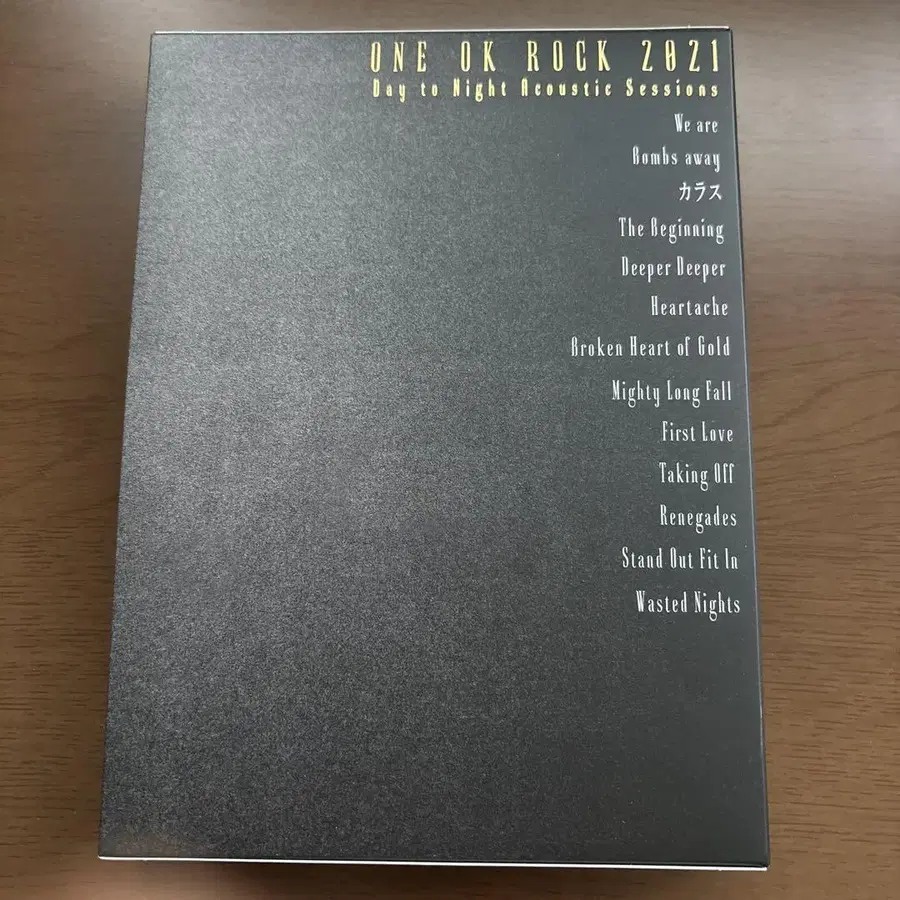 ONE OK ROCK 2021
Day to Night Acoustic Sessions
We are
Bombs away
カラス
The Beginning
Deeper Deeper
Heartache
Broken Heart of Gold
Mighty Long Fall
First Love
Taking Off
Renegades
Stand Out Fit In
Wasted Nights